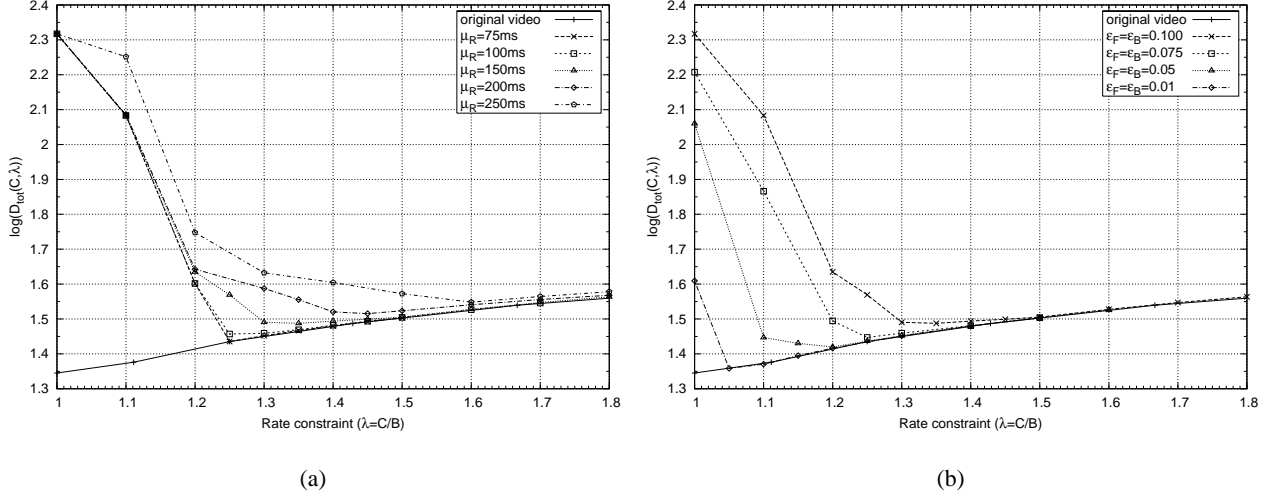 2.4
2.3
2.2
2.1
2
1.9
1.8
1.7
1.6
1.5
1.4
1.3
log(D_tot(C,λ))
1 1.1 1.2 1.3 1.4 1.5 1.6 1.7 1.8
Rate constraint (λ=C/B)
original video
μ_R=75ms
μ_R=100ms
μ_R=150ms
μ_R=200ms
μ_R=250ms
(a)
2.4
2.3
2.2
2.1
2
1.9
1.8
1.7
1.6
1.5
1.4
1.3
log(D_tot(C,λ))
1 1.1 1.2 1.3 1.4 1.5 1.6 1.7 1.8
Rate constraint (λ=C/B)
original video
ε_F=ε_B=0.100
ε_F=ε_B=0.075
ε_F=ε_B=0.05
ε_F=ε_B=0.01
(b)